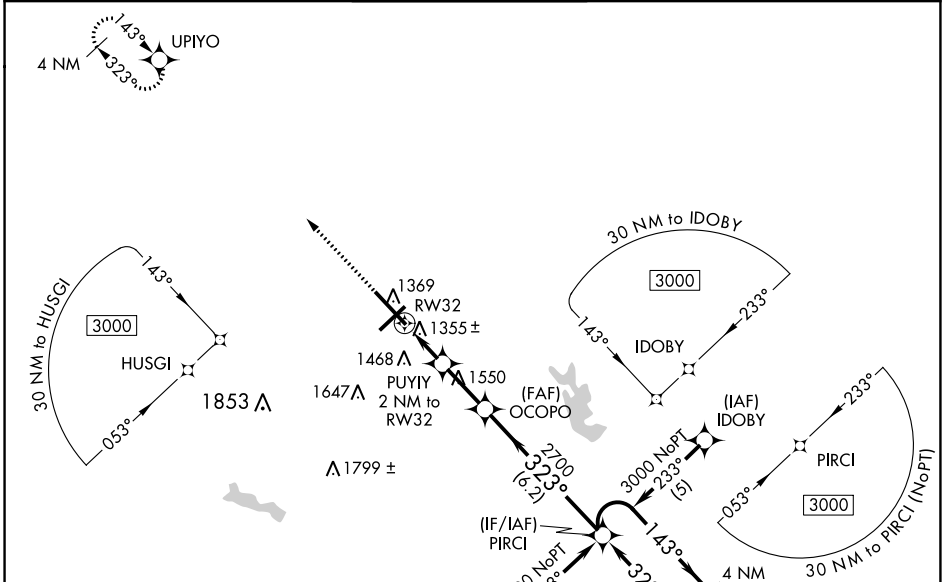 143°
UPIYO
4 NM
323°
30 NM to IDOBY
3000
143°
233°
IDOBY
30 NM to HUSGI
143°
3000
HUSGI
053°
1369
RW32
1355 ±
1468
1550
1647
PUYIY
2 NM to
RW32
1853
(FAF)
OCOPO
1799 ±
2700
323°
(6.2)
(IAF)
IDOBY
3000 NoPT
233°
(5)
(IF/IAF)
PIRCI
143°
4 NM
233°
PIRCI
053°
3000
30 NM to PIRCI (NoPT)